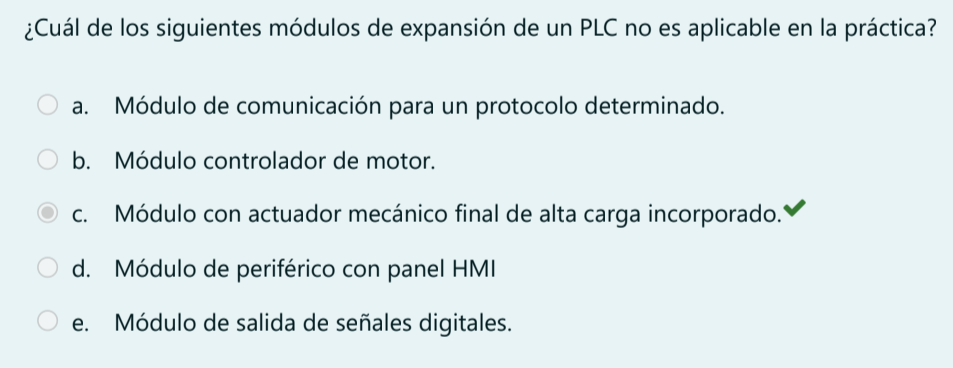 ¿Cuál de los siguientes módulos de expansión de un PLC no es aplicable en la práctica?
a. Módulo de comunicación para un protocolo determinado.
b. Módulo controlador de motor.
c. Módulo con actuador mecánico final de alta carga incorporado.
d. Módulo de periférico con panel HMI
e. Módulo de salida de señales digitales.